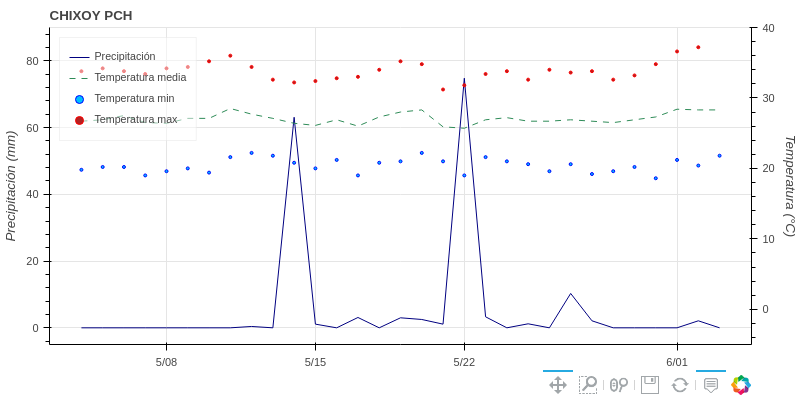 CHIXOY PCH
Precipitación
Temperatura media
Temperatura min
Temperatura max
Precipitación (mm)
80
60
40
20
0
Temperatura (°C)
40
30
20
10
0
5/08
5/15
5/22
6/01